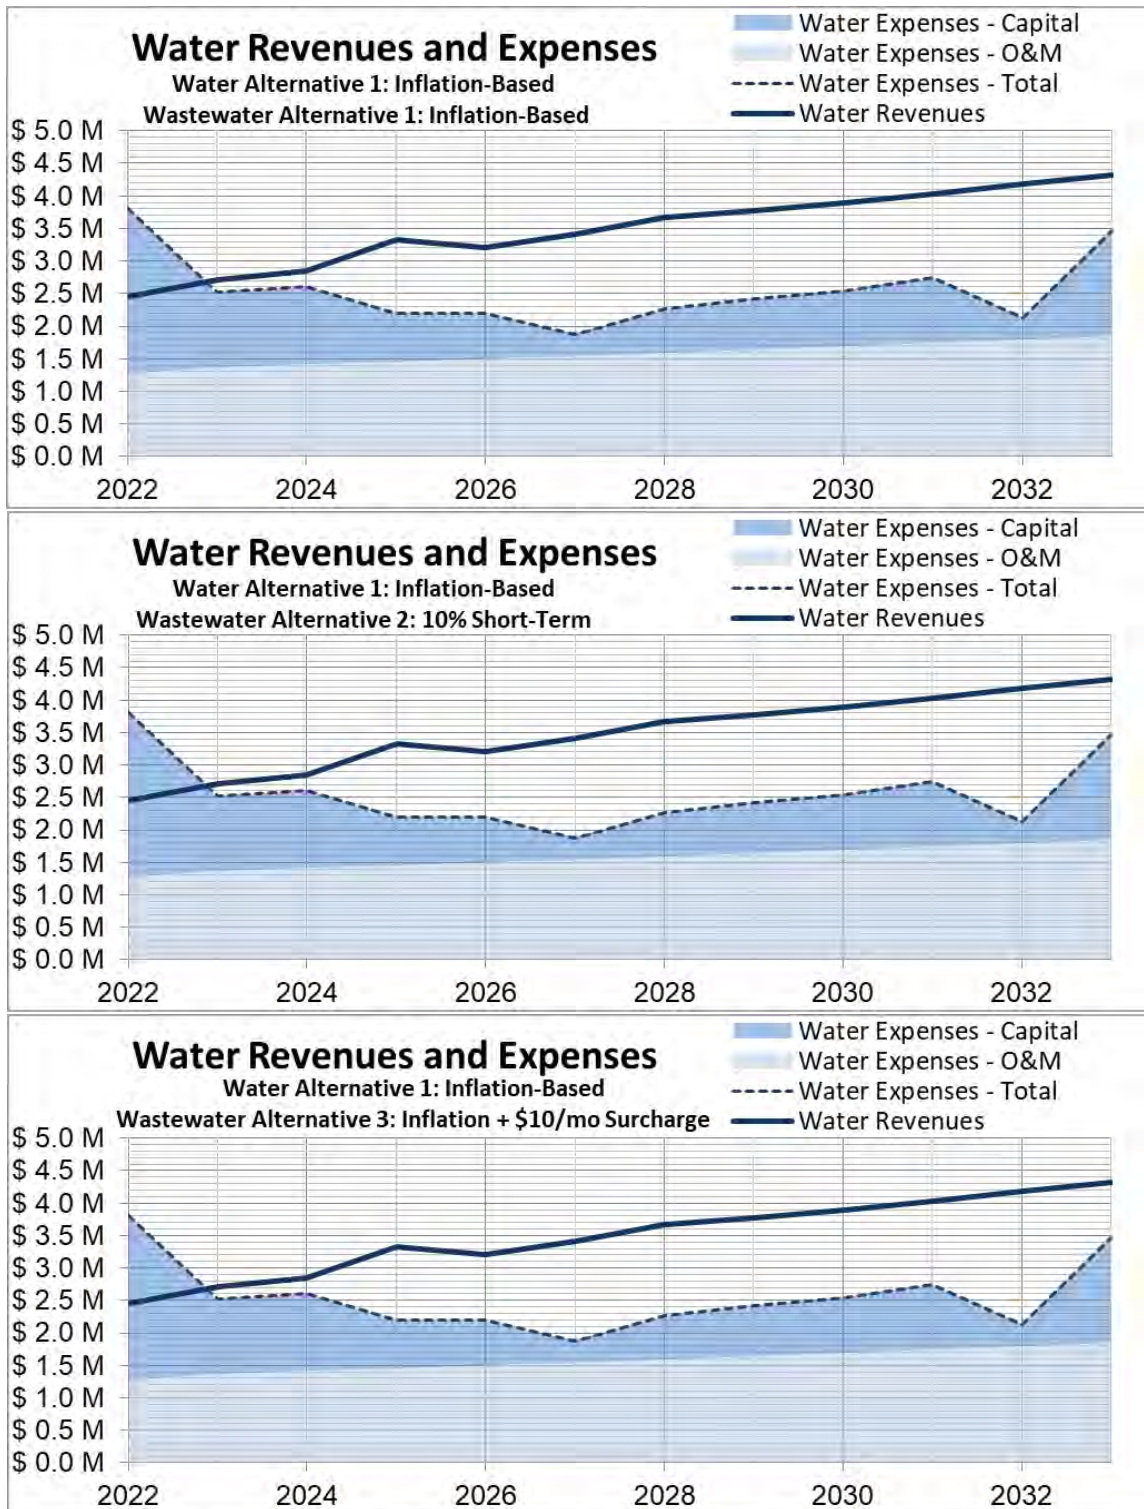 Water Revenues and Expenses
Water Alternative 1: Inflation-Based
Wastewater Alternative 1: Inflation-Based
Water Expenses - Capital
Water Expenses - O&M
Water Expenses - Total
Water Revenues
$ 5.0 M
$ 4.5 M
$ 4.0 M
$ 3.5 M
$ 3.0 M
$ 2.5 M
$ 2.0 M
$ 1.5 M
$ 1.0 M
$ 0.5 M
$ 0.0 M
2022 2024 2026 2028 2030 2032
Water Revenues and Expenses
Water Alternative 1: Inflation-Based
Wastewater Alternative 2: 10% Short-Term
Water Expenses - Capital
Water Expenses - O&M
Water Expenses - Total
Water Revenues
$ 5.0 M
$ 4.5 M
$ 4.0 M
$ 3.5 M
$ 3.0 M
$ 2.5 M
$ 2.0 M
$ 1.5 M
$ 1.0 M
$ 0.5 M
$ 0.0 M
2022 2024 2026 2028 2030 2032
Water Revenues and Expenses
Water Alternative 1: Inflation-Based
Wastewater Alternative 3: Inflation + $10/mo Surcharge
Water Expenses - Capital
Water Expenses - O&M
Water Expenses - Total
Water Revenues
$ 5.0 M
$ 4.5 M
$ 4.0 M
$ 3.5 M
$ 3.0 M
$ 2.5 M
$ 2.0 M
$ 1.5 M
$ 1.0 M
$ 0.5 M
$ 0.0 M
2022 2024 2026 2028 2030 2032